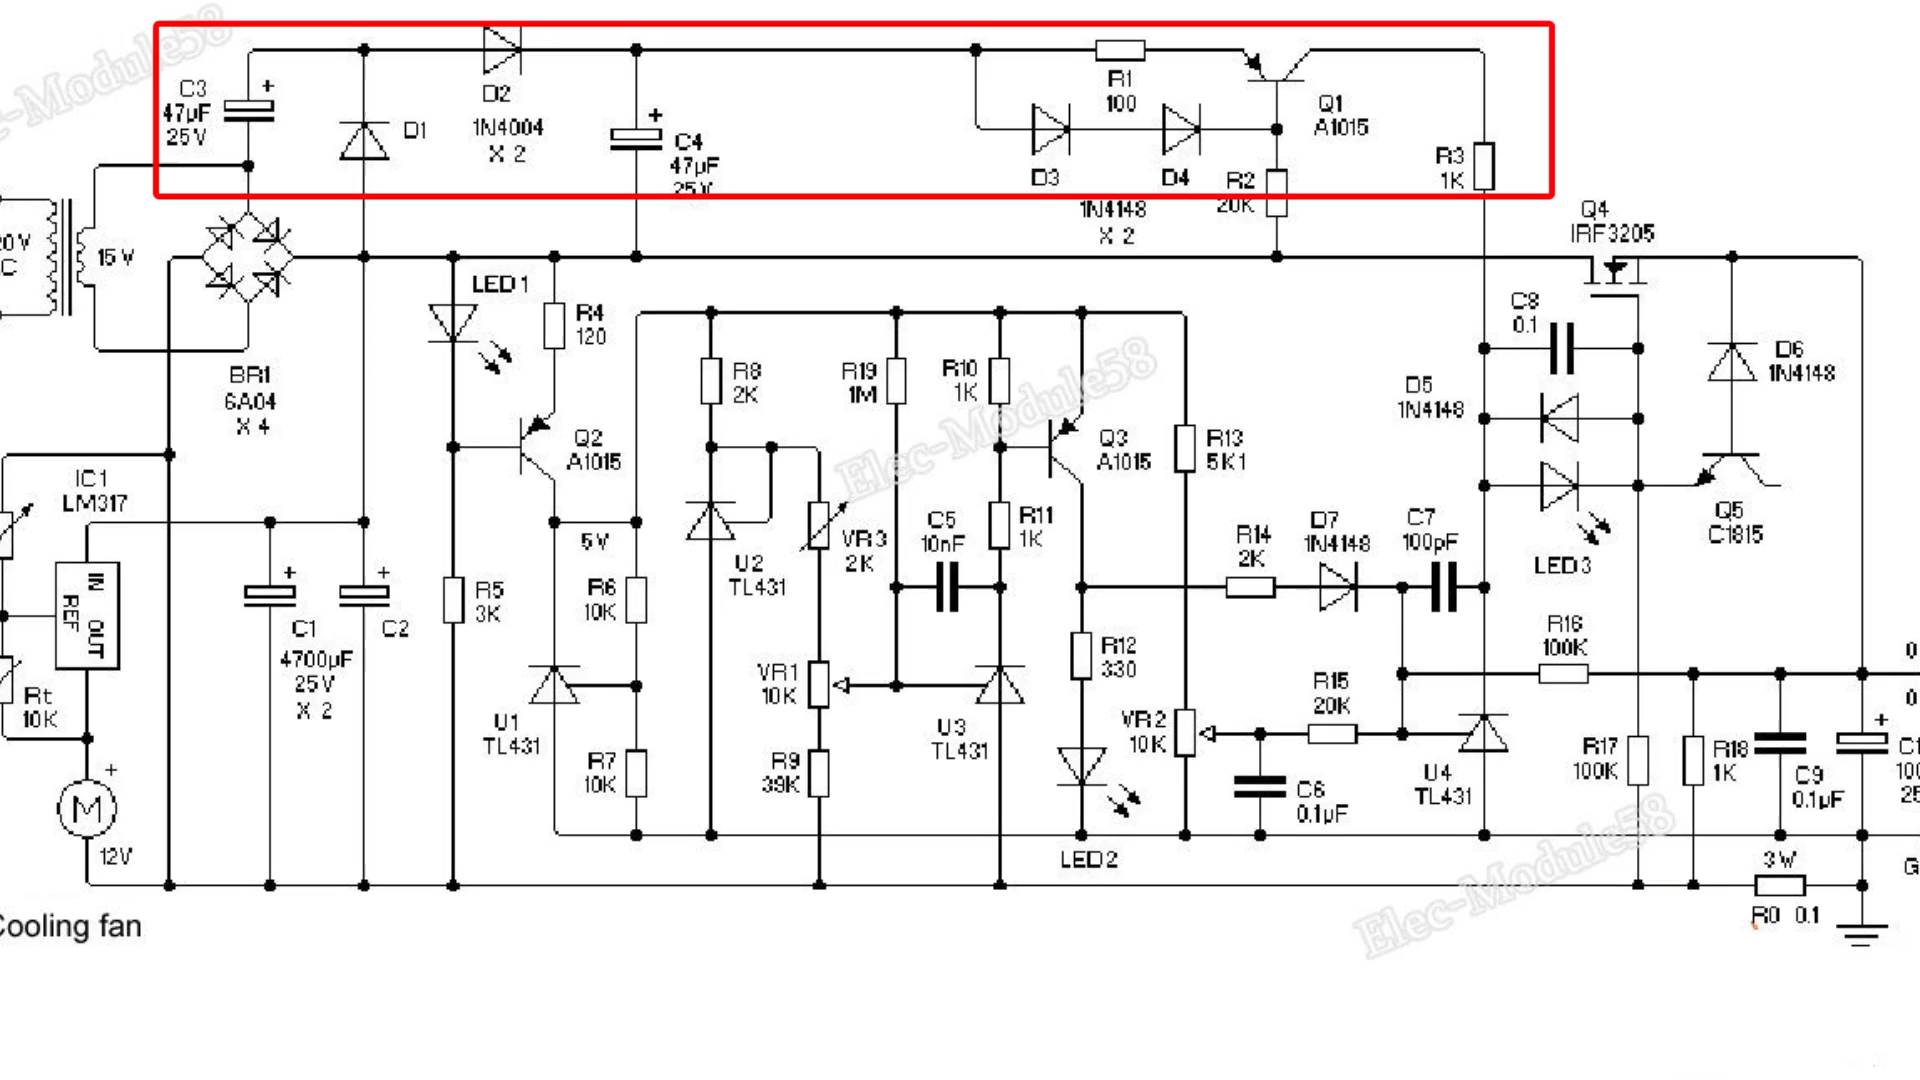 Elec-Module58
C3
47µF
25V
+
D1
D2
1N4004
X 2
+
C4
47µF
25V
R1
100
D3
D4
1N4148
X 2
Q1
A1015
R2
20K
R3
1K
Q4
IRF3205
15V
BR1
6A04
X 4
LED1
R4
120
Q2
A1015
R8
2K
R19
1M
R10
1K
Elec-Module58
Q3
A1015
R13
5K1
C8
0.1
D5
1N4148
D6
1N4148
IC1
LM317
IN
REF
OUT
5V
R5
3K
R6
10K
U2
TL431
VR3
2K
C5
10nF
R11
1K
R14
2K
D7
1N4148
C7
100pF
LED3
Q5
C1815
+
C1
4700µF
25V
X 2
+
C2
Rt
10K
U1
TL431
R7
10K
VR1
10K
R9
39K
U3
TL431
R12
330
VR2
10K
R15
20K
R16
100K
C6
0.1µF
U4
TL431
R17
100K
R18
1K
C9
0.1µF
+
+
M
12V
LED2
3W
R0 0.1
Elec-Module58
Cooling fan